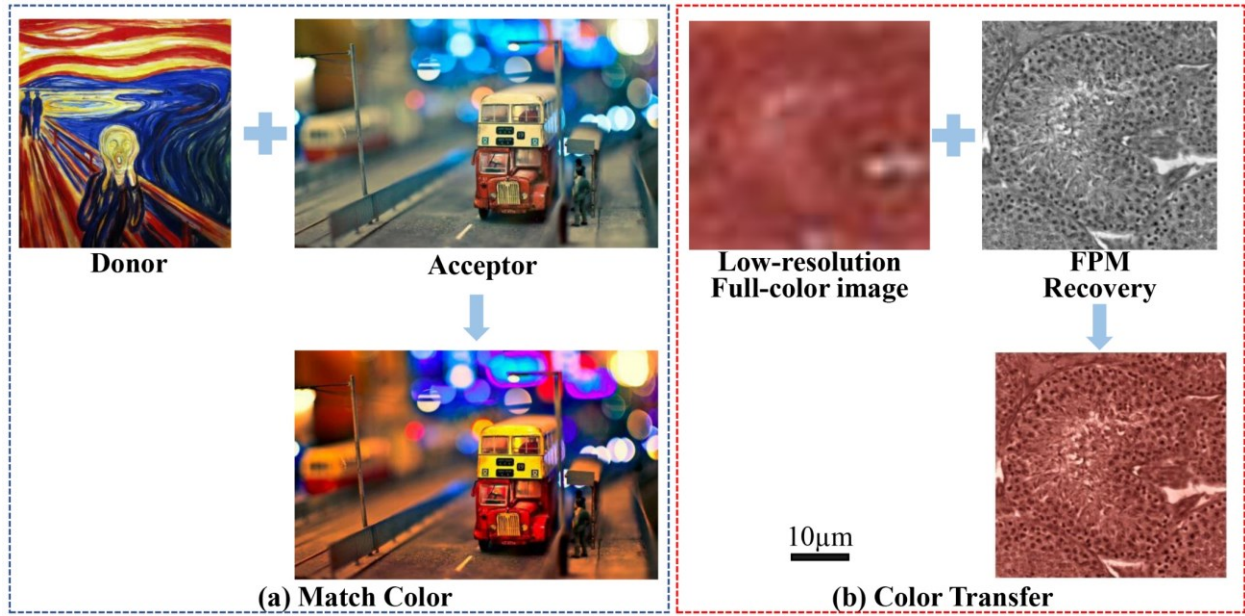 Donor
Acceptor
(a) Match Color
Low-resolution
Full-color image
FPM
Recovery
10μm
(b) Color Transfer